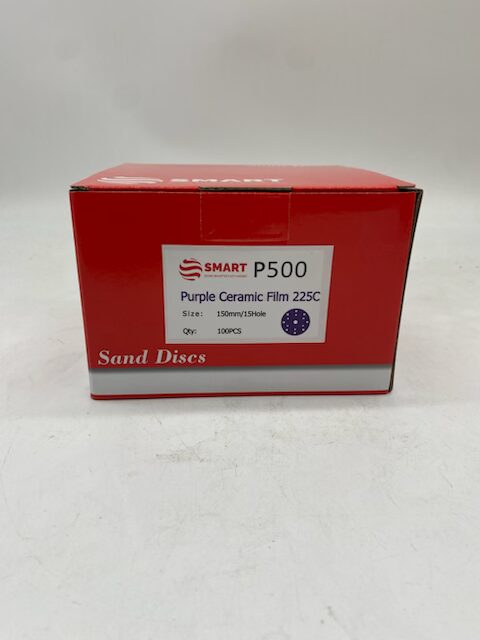 SMART
SMART P500
Purple Ceramic Film 225C
Size: 150mm/15Hole
Qty: 100PCS
Sand Discs